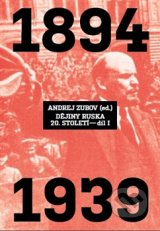 1894
ANDREJ ZUBOV (ed.)
DĚJINY RUSKA
20. STOLETÍ—díl I
1939